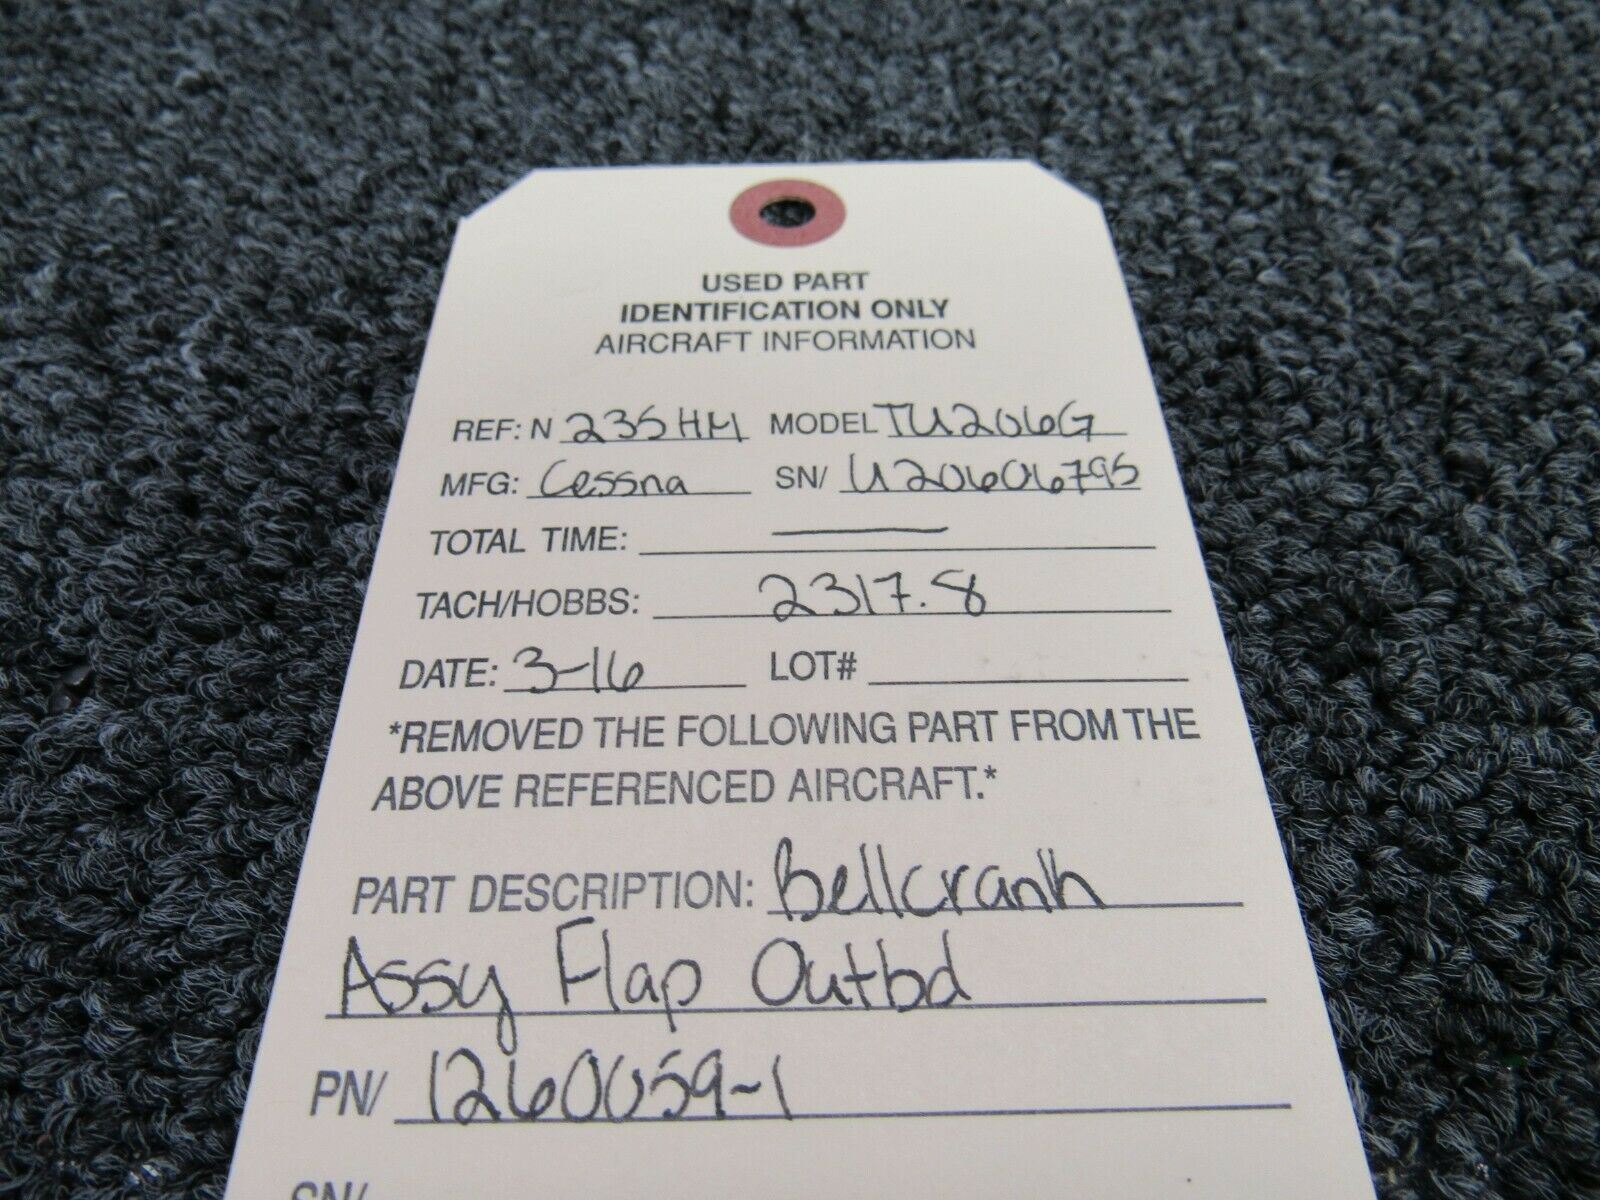 USED PART
IDENTIFICATION ONLY
AIRCRAFT INFORMATION
REF: N 235HM MODEL TU206G
MFG: Cessna SN/ U20606795
TOTAL TIME: —
TACH/HOBBS: 2317.8
DATE: 3-16 LOT#
*REMOVED THE FOLLOWING PART FROM THE
ABOVE REFERENCED AIRCRAFT.*
PART DESCRIPTION: Bellcrank
Assy Flap Outbd
PN/ 1260059-1
SN/